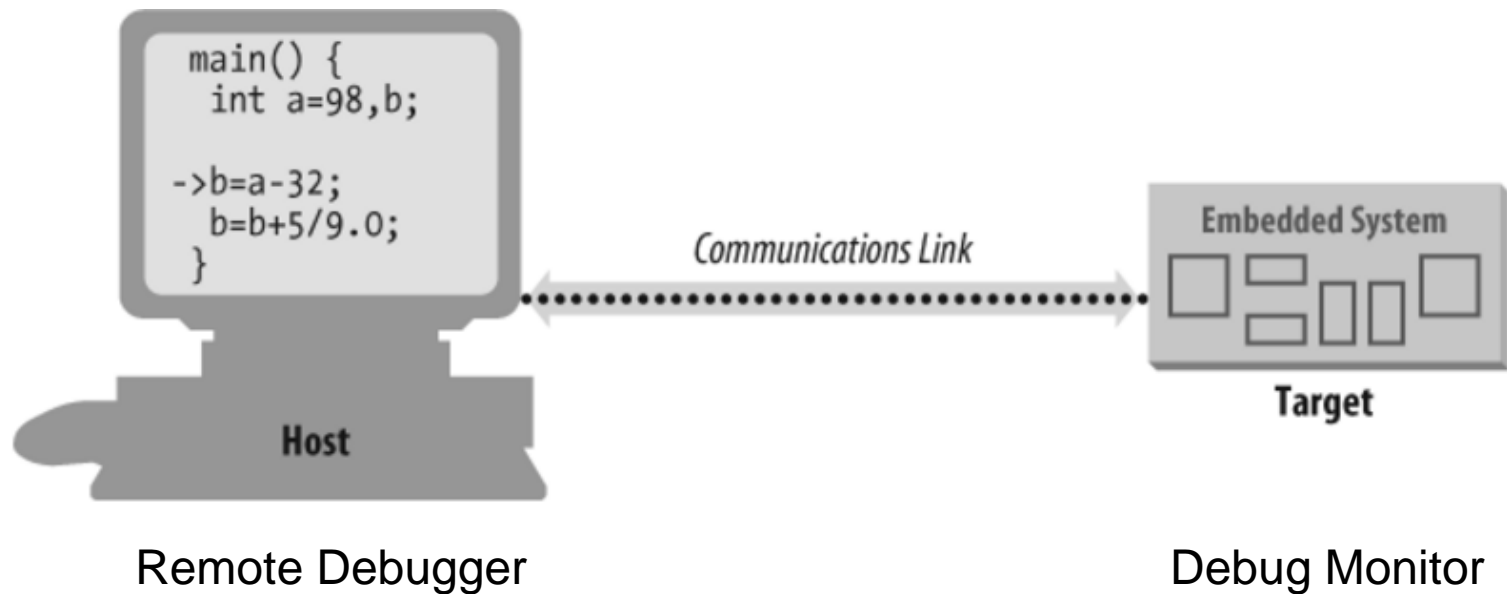 main() {
int a=98,b;
->b=a-32;
b=b+5/9.0;
}
Host
Communications Link
Embedded System
Target
Remote Debugger
Debug Monitor